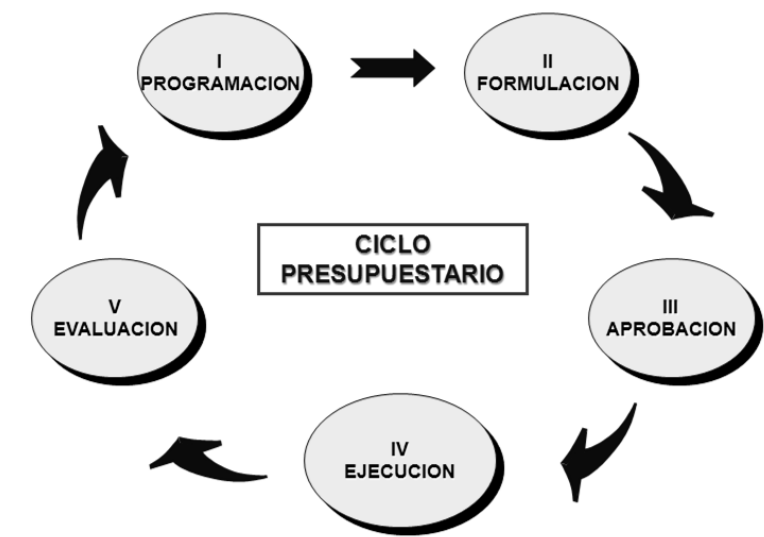 I
PROGRAMACION
II
FORMULACION
CICLO
PRESUPUESTARIO
III
APROBACION
IV
EJECUCION
V
EVALUACION